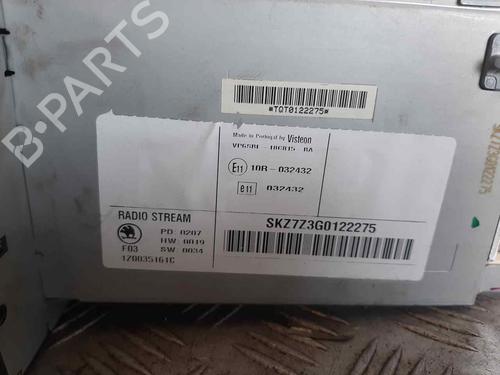 B-PARTS
*TQT0122275*
Made in Portugal by Visteon
E11 10R-032432
e11 032432
RADIO STREAM
SKZ7Z3G0122275
PD 0207
F03 HW 0019
SW 0034
1Z0035161C
SKZ7Z3G0122275